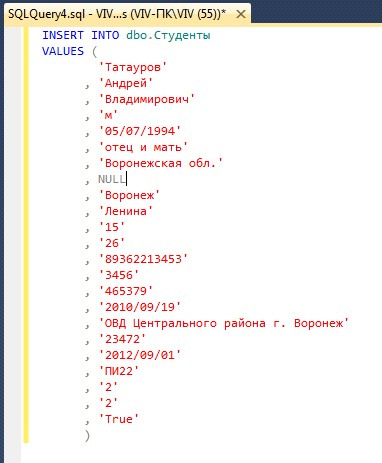 SQLQuery4.sql - VIV...s (VIV-ПК\VIV (55))* ×
INSERT INTO dbo.Студенты
VALUES (
'Татауров'
, 'Андрей'
, 'Владимирович'
, 'м'
, '05/07/1994'
, 'отец и мать'
, 'Воронежская обл.'
, NULL
, 'Воронеж'
, 'Ленина'
, '15'
, '26'
, '89362213453'
, '3456'
, '465379'
, '2010/09/19'
, 'ОВД Центрального района г. Воронеж'
, '23472'
, '2012/09/01'
, 'ПИ22'
, '2'
, '2'
, 'True'
)